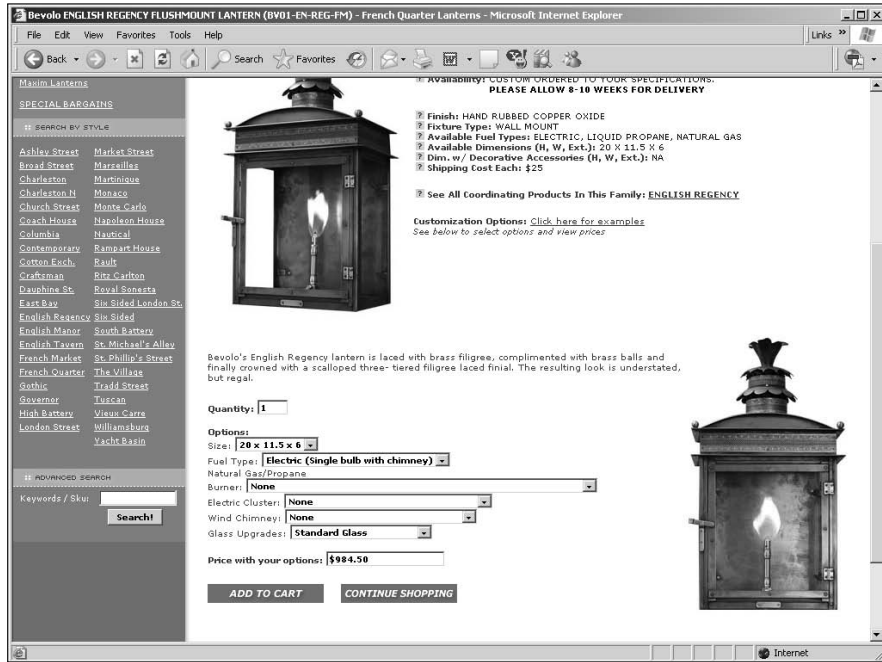 Bevolo ENGLISH REGENCY FLUSHMOUNT LANTERN (BV01-EN-REG-FM) - French Quarter Lanterns - Microsoft Internet Explorer
File Edit View Favorites Tools Help Links »
Back Search Favorites
Maxim Lanterns
SPECIAL BARGAINS
:: SEARCH BY STYLE
Ashley Street Market Street
Broad Street Marseilles
Charleston Martinique
Charleston N Monaco
Church Street Monte Carlo
Coach House Napoleon House
Columbia Nautical
Contemporary Rampart House
Cotton Exch. Rault
Craftsman Ritz Carlton
Dauphine St. Royal Sonesta
East Bay Six Sided London St.
English Regency Six Sided
English Manor South Battery
English Tavern St. Michael's Alley
French Market St. Phillip's Street
French Quarter The Village
Gothic Tradd Street
Governor Tuscan
High Battery Vieux Carre
London Street Williamsburg
Yacht Basin
:: ADVANCED SEARCH
Keywords / Sku:
Search!
? Availability: CUSTOM ORDERED TO YOUR SPECIFICATIONS.
PLEASE ALLOW 8-10 WEEKS FOR DELIVERY
? Finish: HAND RUBBED COPPER OXIDE
? Fixture Type: WALL MOUNT
? Available Fuel Types: ELECTRIC, LIQUID PROPANE, NATURAL GAS
? Available Dimensions (H, W, Ext.): 20 X 11.5 X 6
? Dim. w/ Decorative Accessories (H, W, Ext.): NA
? Shipping Cost Each: $25
? See All Coordinating Products In This Family: ENGLISH REGENCY
Customization Options: Click here for examples
See below to select options and view prices
Bevolo's English Regency lantern is laced with brass filigree, complimented with brass balls and
finally crowned with a scalloped three- tiered filigree laced finial. The resulting look is understated,
but regal.
Quantity: 1
Options:
Size: 20 x 11.5 x 6
Fuel Type: Electric (Single bulb with chimney)
Natural Gas/Propane
Burner: None
Electric Cluster: None
Wind Chimney: None
Glass Upgrades: Standard Glass
Price with your options: $984.50
ADD TO CART CONTINUE SHOPPING
Internet